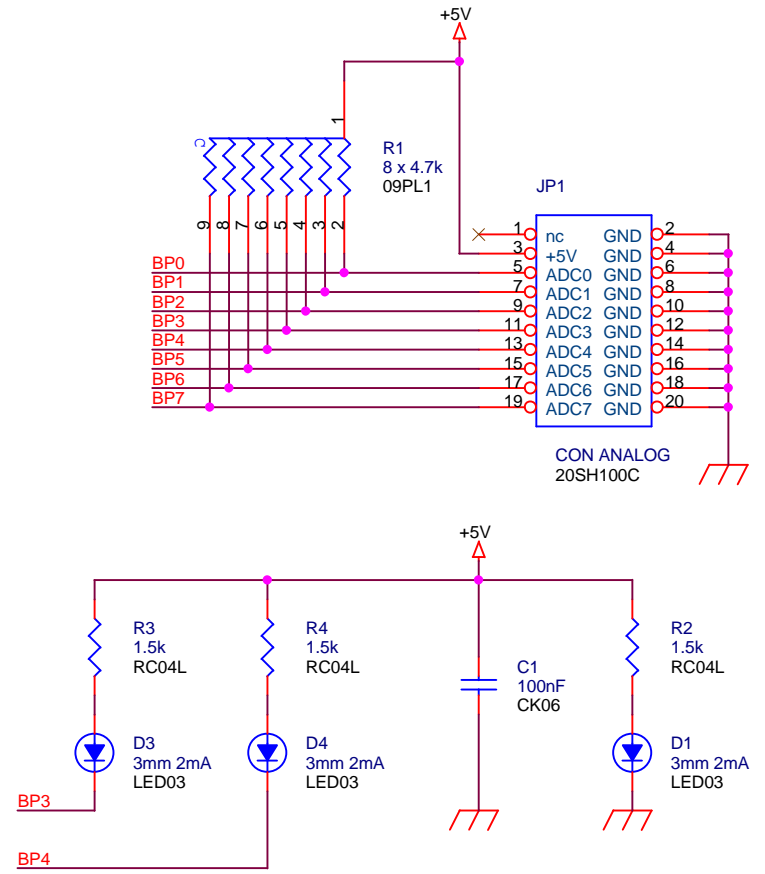 +5V
1
C
R1
8 x 4.7k
09PL1
9 8 7 6 5 4 3 2
JP1
1 nc GND 2
3 +5V GND 4
BP0 5 ADC0 GND 6
BP1 7 ADC1 GND 8
BP2 9 ADC2 GND 10
BP3 11 ADC3 GND 12
BP4 13 ADC4 GND 14
BP5 15 ADC5 GND 16
BP6 17 ADC6 GND 18
BP7 19 ADC7 GND 20
CON ANALOG
20SH100C
+5V
R3
1.5k
RC04L
R4
1.5k
RC04L
C1
100nF
CK06
R2
1.5k
RC04L
D3
3mm 2mA
LED03
D4
3mm 2mA
LED03
D1
3mm 2mA
LED03
BP3
BP4